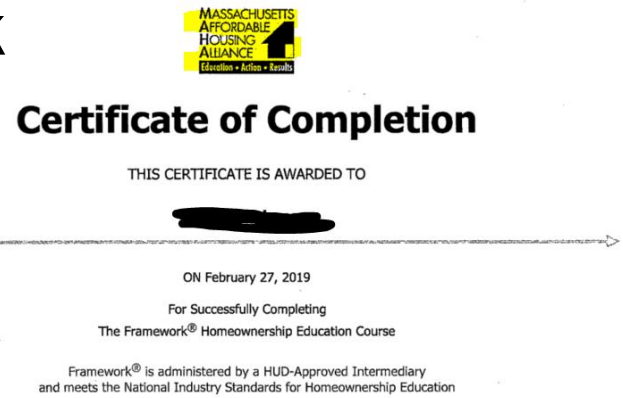 MASSACHUSETTS
AFFORDABLE
HOUSING
ALLIANCE
Education • Action • Results
Certificate of Completion
THIS CERTIFICATE IS AWARDED TO
ON February 27, 2019
For Successfully Completing
The Framework® Homeownership Education Course
Framework® is administered by a HUD-Approved Intermediary
and meets the National Industry Standards for Homeownership Education